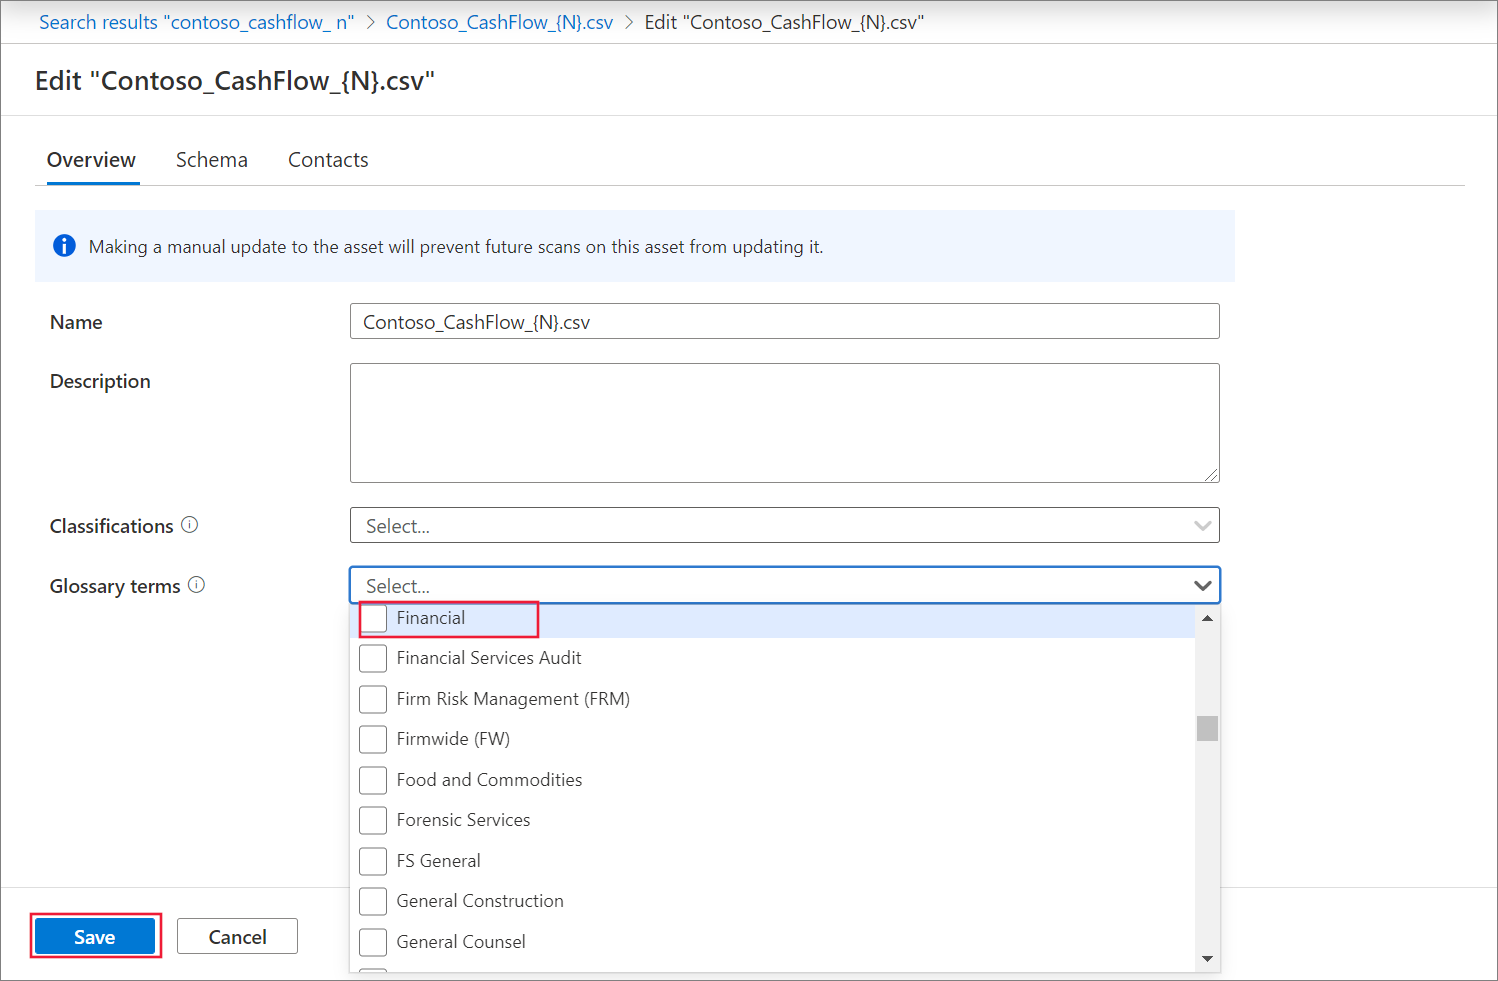 Search results "contoso_cashflow_ n" > Contoso_CashFlow_{N}.csv > Edit "Contoso_CashFlow_{N}.csv"
Edit "Contoso_CashFlow_{N}.csv"
Overview Schema Contacts
Making a manual update to the asset will prevent future scans on this asset from updating it.
Name Contoso_CashFlow_{N}.csv
Description
Classifications Select...
Glossary terms Select...
Financial
Financial Services Audit
Firm Risk Management (FRM)
Firmwide (FW)
Food and Commodities
Forensic Services
FS General
General Construction
General Counsel
Save Cancel